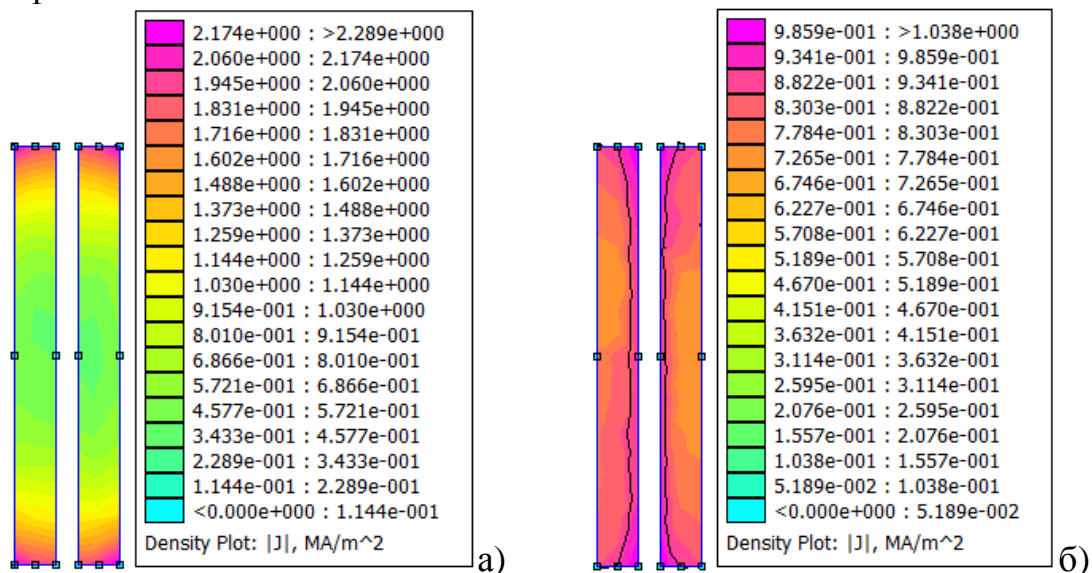 2.174e+000 : >2.289e+000
2.060e+000 : 2.174e+000
1.945e+000 : 2.060e+000
1.831e+000 : 1.945e+000
1.716e+000 : 1.831e+000
1.602e+000 : 1.716e+000
1.488e+000 : 1.602e+000
1.373e+000 : 1.488e+000
1.259e+000 : 1.373e+000
1.144e+000 : 1.259e+000
1.030e+000 : 1.144e+000
9.154e-001 : 1.030e+000
8.010e-001 : 9.154e-001
6.866e-001 : 8.010e-001
5.721e-001 : 6.866e-001
4.577e-001 : 5.721e-001
3.433e-001 : 4.577e-001
2.289e-001 : 3.433e-001
1.144e-001 : 2.289e-001
<0.000e+000 : 1.144e-001
Density Plot: |J|, MA/m^2
а)
9.859e-001 : >1.038e+000
9.341e-001 : 9.859e-001
8.822e-001 : 9.341e-001
8.303e-001 : 8.822e-001
7.784e-001 : 8.303e-001
7.265e-001 : 7.784e-001
6.746e-001 : 7.265e-001
6.227e-001 : 6.746e-001
5.708e-001 : 6.227e-001
5.189e-001 : 5.708e-001
4.670e-001 : 5.189e-001
4.151e-001 : 4.670e-001
3.632e-001 : 4.151e-001
3.114e-001 : 3.632e-001
2.595e-001 : 3.114e-001
2.076e-001 : 2.595e-001
1.557e-001 : 2.076e-001
1.038e-001 : 1.557e-001
5.189e-002 : 1.038e-001
<0.000e+000 : 5.189e-002
Density Plot: |J|, MA/m^2
б)